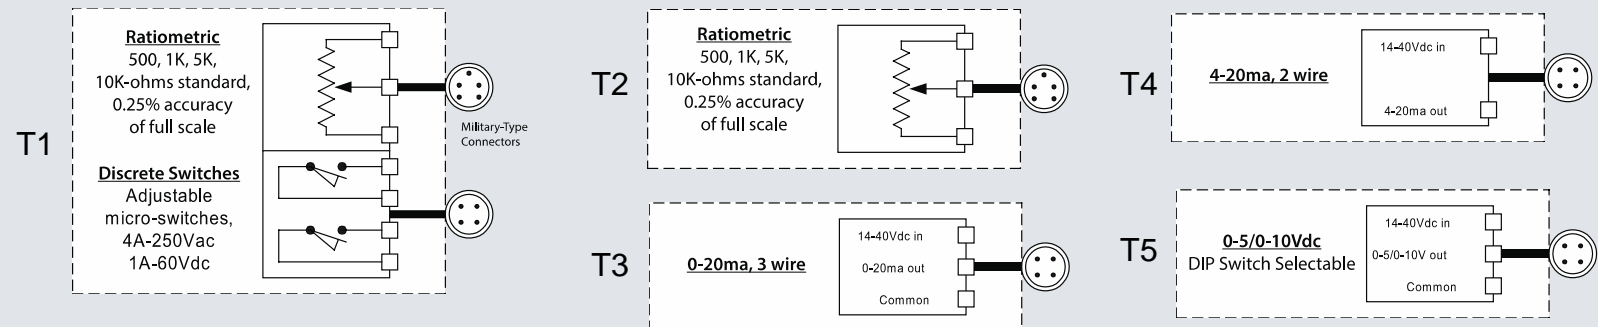 T1
Ratiometric
500, 1K, 5K,
10K-ohms standard,
0.25% accuracy
of full scale
Military-Type
Connectors
Discrete Switches
Adjustable
micro-switches,
4A-250Vac
1A-60Vdc
T2
Ratiometric
500, 1K, 5K,
10K-ohms standard,
0.25% accuracy
of full scale
T3
0-20ma, 3 wire
14-40Vdc in
0-20ma out
Common
T4
4-20ma, 2 wire
14-40Vdc in
4-20ma out
T5
0-5/0-10Vdc
DIP Switch Selectable
14-40Vdc in
0-5/0-10V out
Common